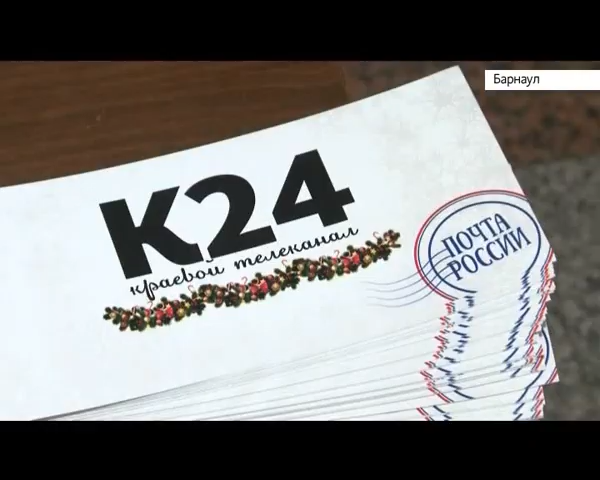 Барнаул
К24
краевой телеканал
ПОЧТА
РОССИИ